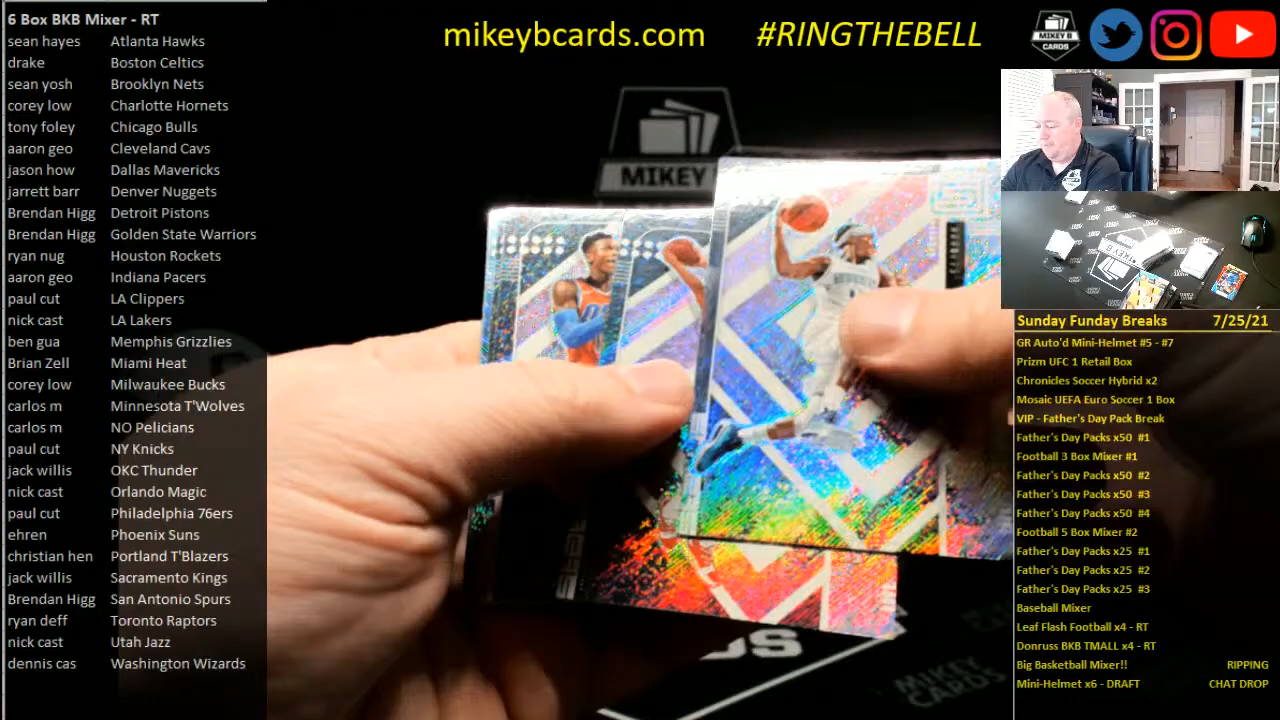 6 Box BKB Mixer - RT
sean hayes Atlanta Hawks
drake Boston Celtics
sean yosh Brooklyn Nets
corey low Charlotte Hornets
tony foley Chicago Bulls
aaron geo Cleveland Cavs
jason how Dallas Mavericks
jarrett barr Denver Nuggets
Brendan Higg Detroit Pistons
Brendan Higg Golden State Warriors
ryan nug Houston Rockets
aaron geo Indiana Pacers
paul cut LA Clippers
nick cast LA Lakers
ben gua Memphis Grizzlies
Brian Zell Miami Heat
corey low Milwaukee Bucks
carlos m Minnesota T'Wolves
carlos m NO Pelicians
paul cut NY Knicks
jack willis OKC Thunder
nick cast Orlando Magic
paul cut Philadelphia 76ers
ehren Phoenix Suns
christian hen Portland T'Blazers
jack willis Sacramento Kings
Brendan Higg San Antonio Spurs
ryan deff Toronto Raptors
nick cast Utah Jazz
dennis cas Washington Wizards
mikeybcards.com #RINGTHEBELL
MIKEY B
CARDS
MIKEY
MIKEY
CARDS
Sunday Funday Breaks 7/25/21
GR Auto'd Mini-Helmet #5 - #7
Prizm UFC 1 Retail Box
Chronicles Soccer Hybrid x2
Mosaic UEFA Euro Soccer 1 Box
VIP - Father's Day Pack Break
Father's Day Packs x50 #1
Football 3 Box Mixer #1
Father's Day Packs x50 #2
Father's Day Packs x50 #3
Father's Day Packs x50 #4
Football 5 Box Mixer #2
Father's Day Packs x25 #1
Father's Day Packs x25 #2
Father's Day Packs x25 #3
Baseball Mixer
Leaf Flash Football x4 - RT
Donruss BKB TMALL x4 - RT
Big Basketball Mixer!! RIPPING
Mini-Helmet x6 - DRAFT CHAT DROP